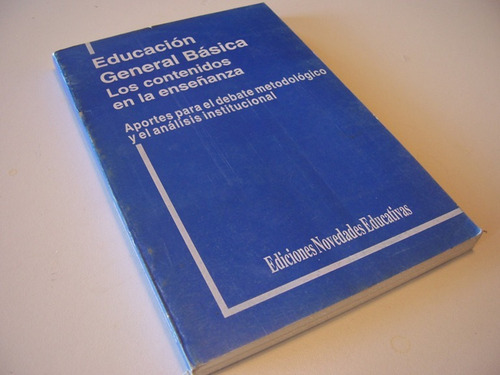 Educación
General Básica
Los contenidos
en la enseñanza
Aportes para el debate metodológico
y el análisis institucional
Ediciones Novedades Educativas